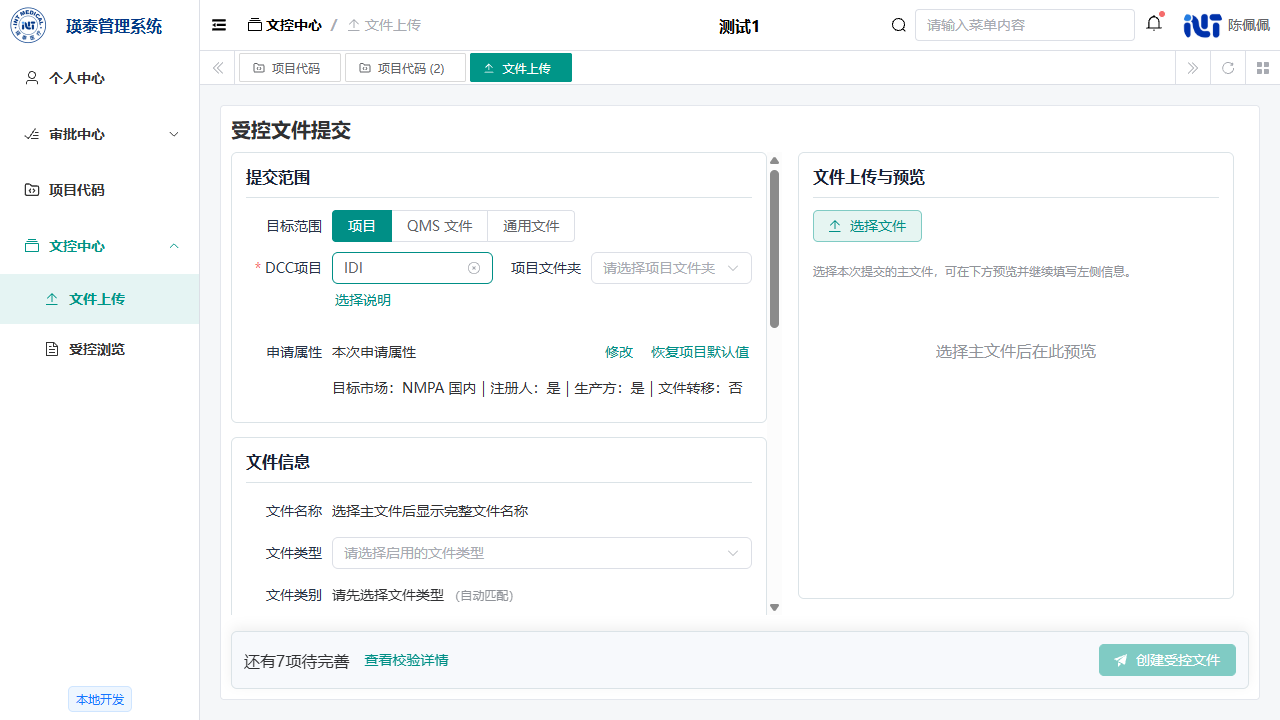 瑛泰管理系统
文控中心 / 文件上传
测试1
请输入菜单内容
陈佩佩
个人中心
审批中心
项目代码
文控中心
文件上传
受控浏览
本地开发
项目代码
项目代码 (2)
文件上传
受控文件提交
提交范围
目标范围 项目 QMS 文件 通用文件
* DCC项目 IDI 项目文件夹 请选择项目文件夹
选择说明
申请属性 本次申请属性 修改 恢复项目默认值
目标市场：NMPA 国内 | 注册人：是 | 生产方：是 | 文件转移：否
文件信息
文件名称 选择主文件后显示完整文件名称
文件类型 请选择启用的文件类型
文件类别 请先选择文件类型 (自动匹配)
文件上传与预览
选择文件
选择本次提交的主文件，可在下方预览并继续填写左侧信息。
选择主文件后在此预览
还有7项待完善 查看校验详情
创建受控文件